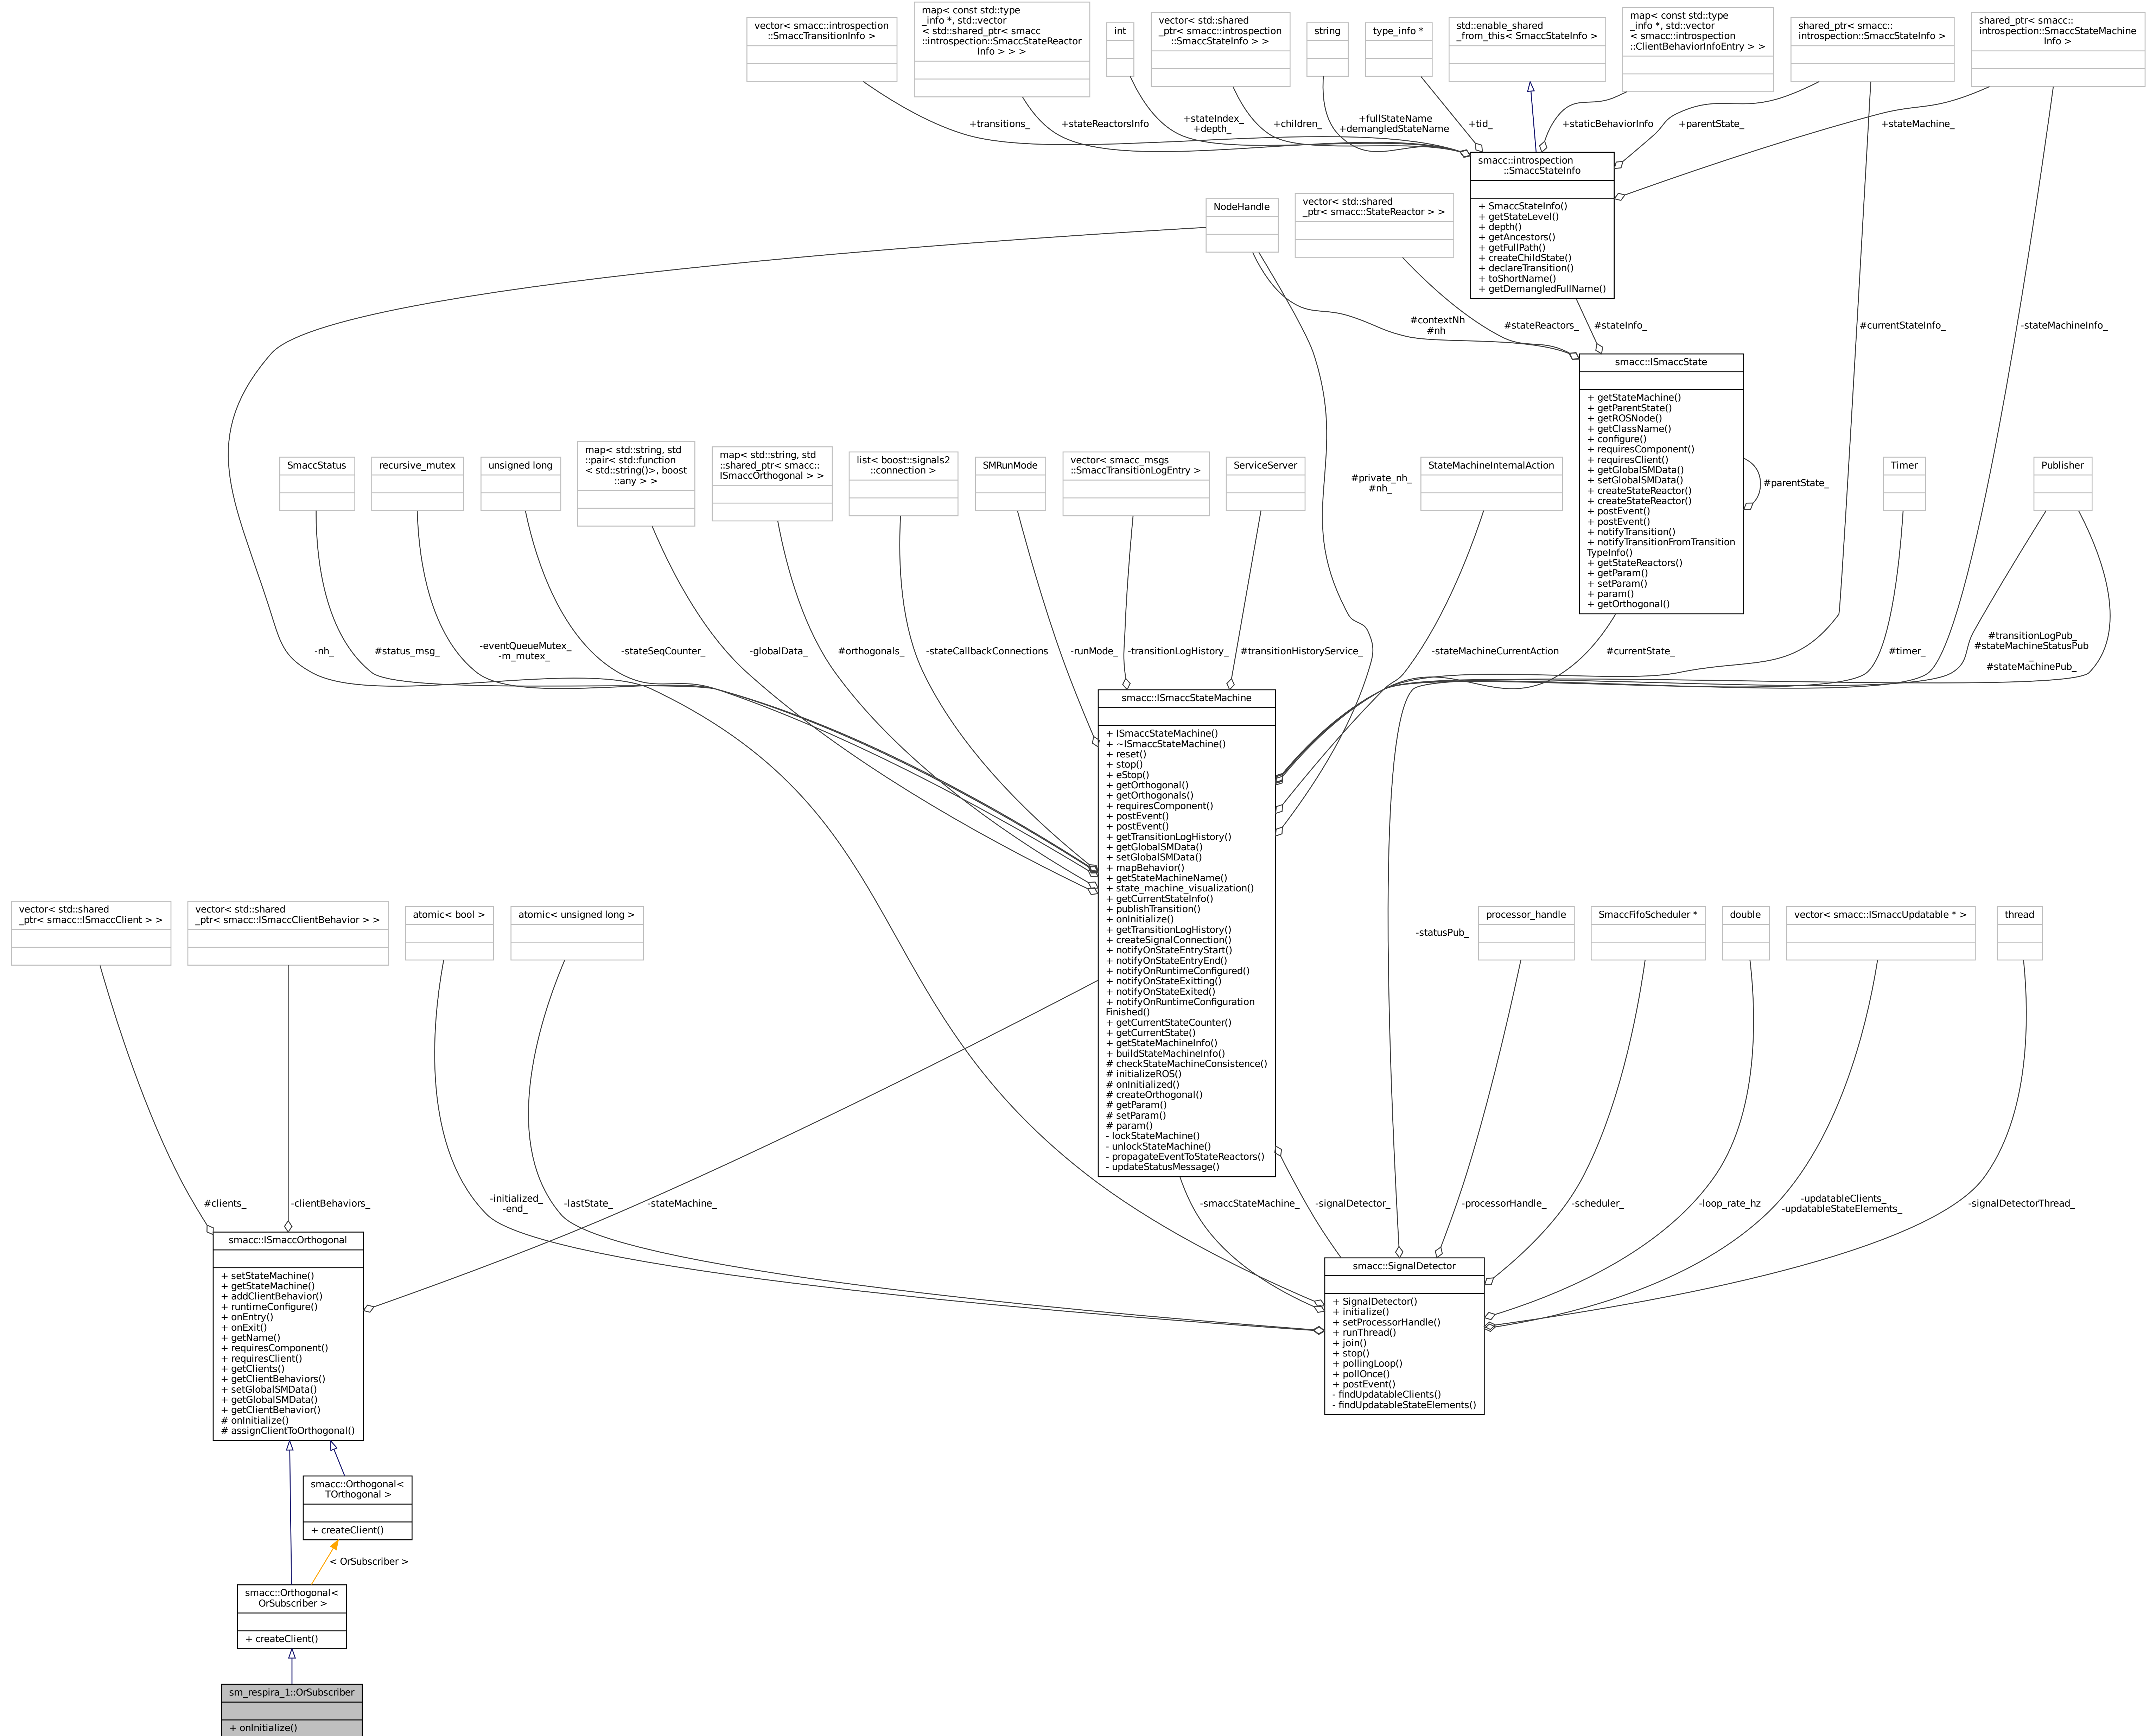 vector< smacc::introspection
::SmaccTransitionInfo >
map< const std::type
_info *, std::vector
< std::shared_ptr< smacc
::introspection::SmaccStateReactor
Info > > >
int
vector< std::shared
_ptr< smacc::introspection
::SmaccStateInfo > >
string
type_info *
std::enable_shared
_from_this< SmaccStateInfo >
map< const std::type
_info *, std::vector
< smacc::introspection
::ClientBehaviorInfoEntry > >
shared_ptr< smacc::
introspection::SmaccStateInfo >
shared_ptr< smacc::
introspection::SmaccStateMachine
Info >
+transitions_
+stateReactorsInfo
+stateIndex_
+depth_
+children_
+fullStateName
+demangledStateName
+tid_
+staticBehaviorInfo
+parentState_
+stateMachine_
smacc::introspection
::SmaccStateInfo
+ SmaccStateInfo()
+ getStateLevel()
+ depth()
+ getAncestors()
+ getFullPath()
+ createChildState()
+ declareTransition()
+ toShortName()
+ getDemangledFullName()
NodeHandle
vector< std::shared
_ptr< smacc::StateReactor > >
#contextNh
#nh
#stateReactors_
#stateInfo_
#currentStateInfo_
-stateMachineInfo_
smacc::ISmaccState
+ getStateMachine()
+ getParentState()
+ getROSNode()
+ getClassName()
+ configure()
+ requiresComponent()
+ requiresClient()
+ getGlobalSMData()
+ setGlobalSMData()
+ createStateReactor()
+ createStateReactor()
+ postEvent()
+ postEvent()
+ notifyTransition()
+ notifyTransitionFromTransition
TypeInfo()
+ getStateReactors()
+ getParam()
+ setParam()
+ param()
+ getOrthogonal()
#parentState_
SmaccStatus
recursive_mutex
unsigned long
map< std::string, std
::pair< std::function
< std::string()>, boost
::any > >
map< std::string, std
::shared_ptr< smacc::
ISmaccOrthogonal > >
list< boost::signals2
::connection >
SMRunMode
vector< smacc_msgs
::SmaccTransitionLogEntry >
ServiceServer
#private_nh_
#nh_
StateMachineInternalAction
Timer
Publisher
-nh_
#status_msg_
-eventQueueMutex_
-m_mutex_
-stateSeqCounter_
-globalData_
#orthogonals_
-stateCallbackConnections
-runMode_
-transitionLogHistory_
#transitionHistoryService_
-stateMachineCurrentAction
#currentState_
#timer_
#transitionLogPub_
#stateMachineStatusPub
_
#stateMachinePub_
smacc::ISmaccStateMachine
+ ISmaccStateMachine()
+ ~ISmaccStateMachine()
+ reset()
+ stop()
+ eStop()
+ getOrthogonal()
+ getOrthogonals()
+ requiresComponent()
+ postEvent()
+ postEvent()
+ getTransitionLogHistory()
+ getGlobalSMData()
+ setGlobalSMData()
+ mapBehavior()
+ getStateMachineName()
+ state_machine_visualization()
+ getCurrentStateInfo()
+ publishTransition()
+ onInitialize()
+ getTransitionLogHistory()
+ createSignalConnection()
+ notifyOnStateEntryStart()
+ notifyOnStateEntryEnd()
+ notifyOnRuntimeConfigured()
+ notifyOnStateExitting()
+ notifyOnStateExited()
+ notifyOnRuntimeConfiguration
Finished()
+ getCurrentStateCounter()
+ getCurrentState()
+ getStateMachineInfo()
+ buildStateMachineInfo()
# checkStateMachineConsistence()
# initializeROS()
# onInitialized()
# createOrthogonal()
# getParam()
# setParam()
# param()
- lockStateMachine()
- unlockStateMachine()
- propagateEventToStateReactors()
- updateStatusMessage()
vector< std::shared
_ptr< smacc::ISmaccClient > >
vector< std::shared
_ptr< smacc::ISmaccClientBehavior > >
atomic< bool >
atomic< unsigned long >
-statusPub_
processor_handle
SmaccFifoScheduler *
double
vector< smacc::ISmaccUpdatable * >
thread
#clients_
-clientBehaviors_
-initialized_
-end_
-lastState_
-stateMachine_
-smaccStateMachine_
-signalDetector_
-processorHandle_
-scheduler_
-loop_rate_hz
-updatableClients_
-updatableStateElements_
-signalDetectorThread_
smacc::ISmaccOrthogonal
+ setStateMachine()
+ getStateMachine()
+ addClientBehavior()
+ runtimeConfigure()
+ onEntry()
+ onExit()
+ getName()
+ requiresComponent()
+ requiresClient()
+ getClients()
+ getClientBehaviors()
+ setGlobalSMData()
+ getGlobalSMData()
+ getClientBehavior()
# onInitialize()
# assignClientToOrthogonal()
smacc::SignalDetector
+ SignalDetector()
+ initialize()
+ setProcessorHandle()
+ runThread()
+ join()
+ stop()
+ pollingLoop()
+ pollOnce()
+ postEvent()
- findUpdatableClients()
- findUpdatableStateElements()
smacc::Orthogonal<
TOrthogonal >
+ createClient()
< OrSubscriber >
smacc::Orthogonal<
OrSubscriber >
+ createClient()
sm_respira_1::OrSubscriber
+ onInitialize()